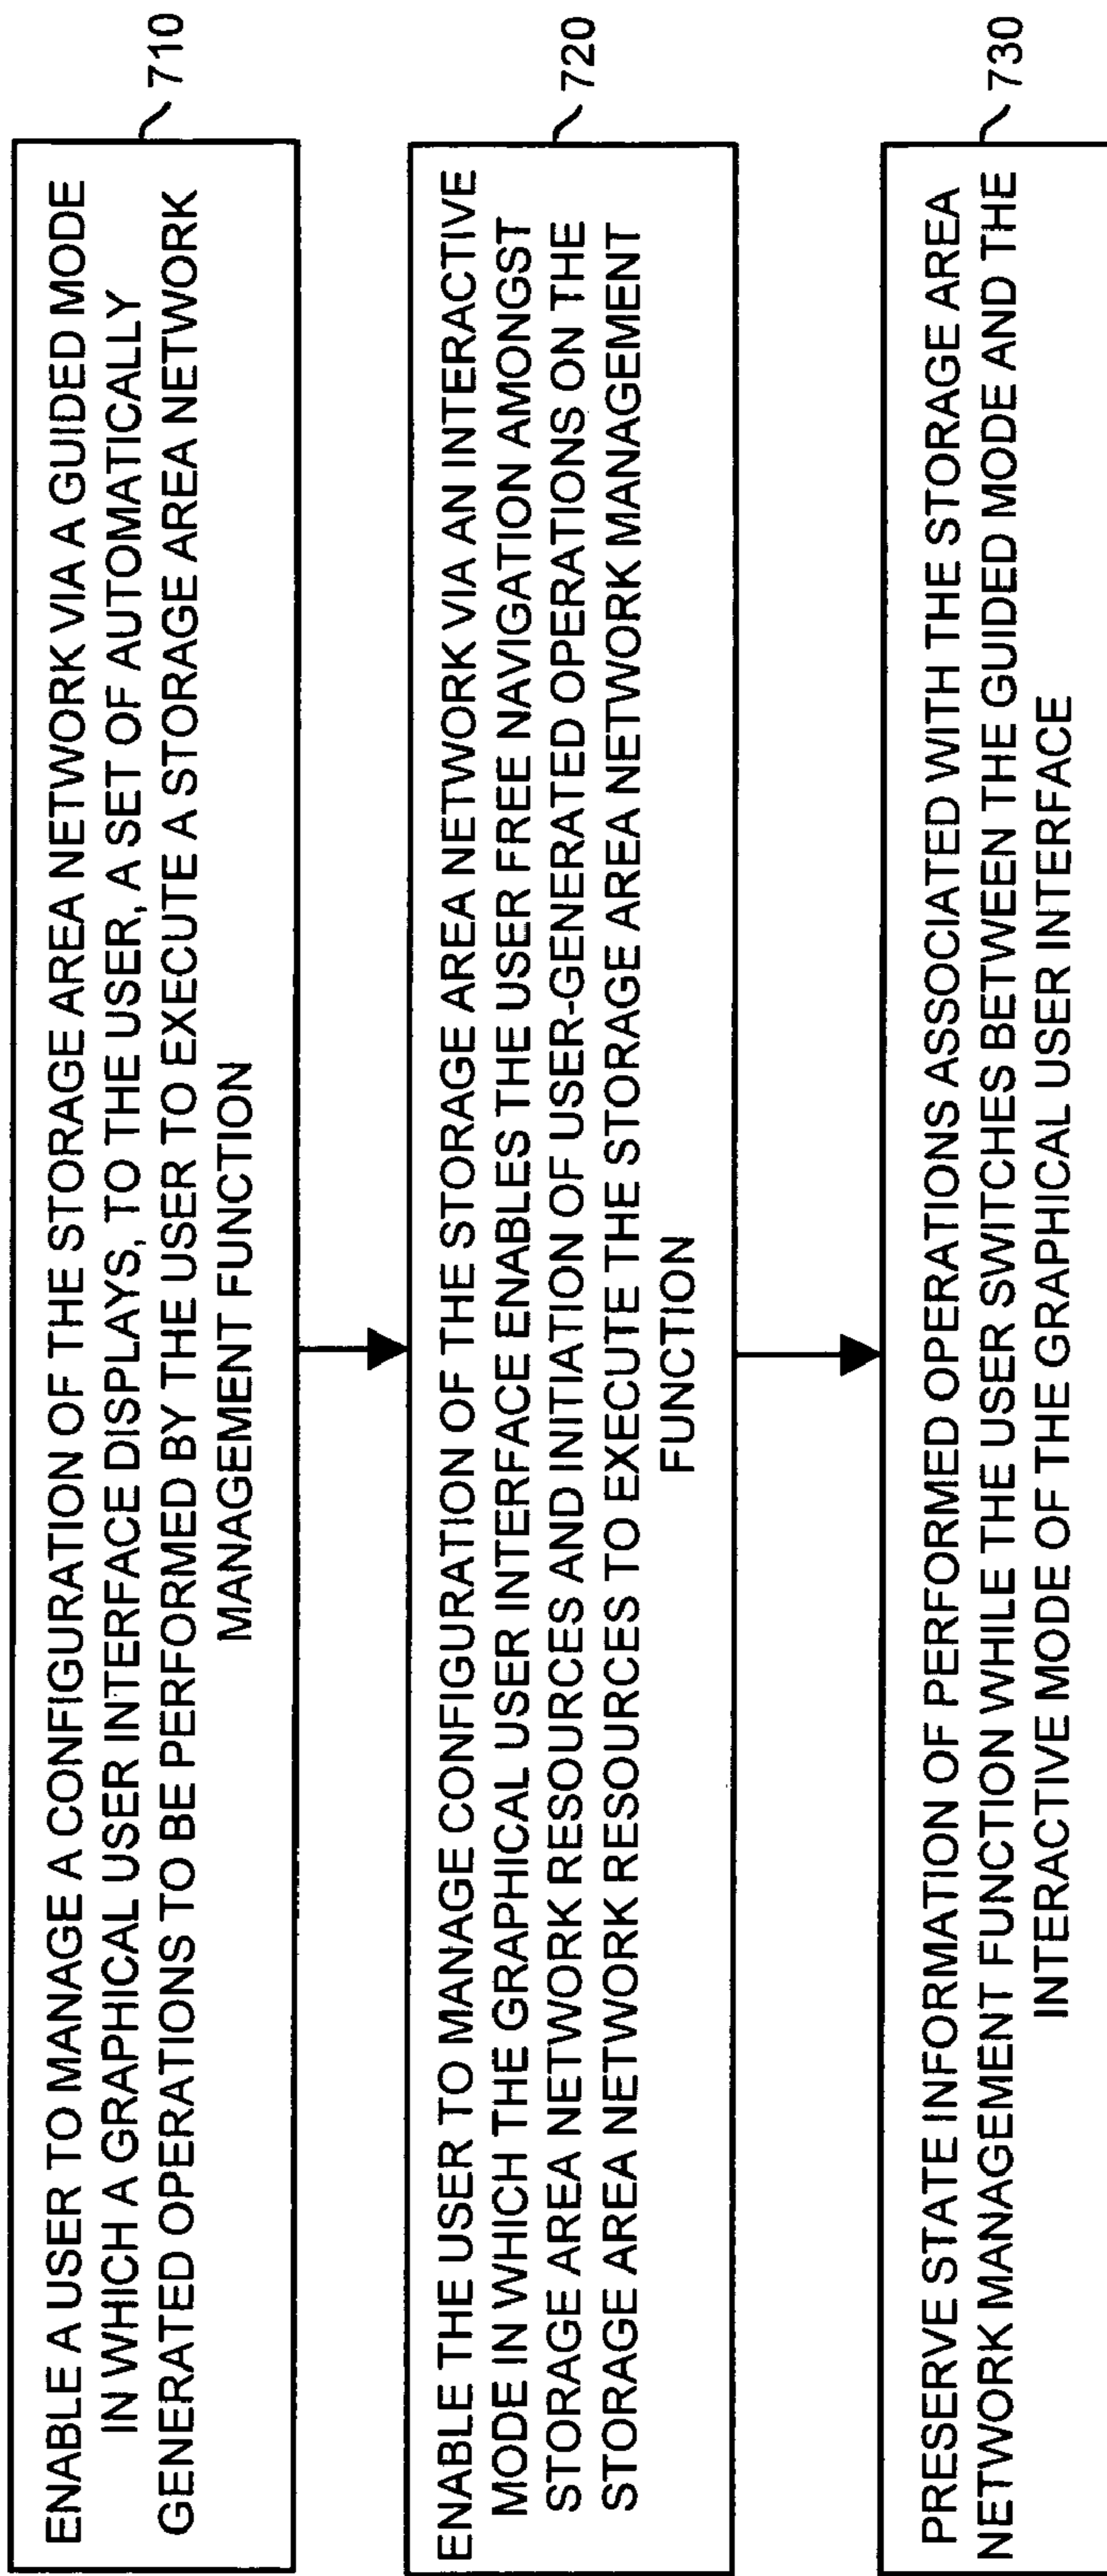 ENABLE A USER TO MANAGE A CONFIGURATION OF THE STORAGE AREA NETWORK VIA A GUIDED MODE
IN WHICH A GRAPHICAL USER INTERFACE DISPLAYS, TO THE USER, A SET OF AUTOMATICALLY
GENERATED OPERATIONS TO BE PERFORMED BY THE USER TO EXECUTE A STORAGE AREA NETWORK
MANAGEMENT FUNCTION
710
ENABLE THE USER TO MANAGE CONFIGURATION OF THE STORAGE AREA NETWORK VIA AN INTERACTIVE
MODE IN WHICH THE GRAPHICAL USER INTERFACE ENABLES THE USER FREE NAVIGATION AMONGST
STORAGE AREA NETWORK RESOURCES AND INITIATION OF USER-GENERATED OPERATIONS ON THE
STORAGE AREA NETWORK RESOURCES TO EXECUTE THE STORAGE AREA NETWORK MANAGEMENT
FUNCTION
720
PRESERVE STATE INFORMATION OF PERFORMED OPERATIONS ASSOCIATED WITH THE STORAGE AREA
NETWORK MANAGEMENT FUNCTION WHILE THE USER SWITCHES BETWEEN THE GUIDED MODE AND THE
INTERACTIVE MODE OF THE GRAPHICAL USER INTERFACE
730